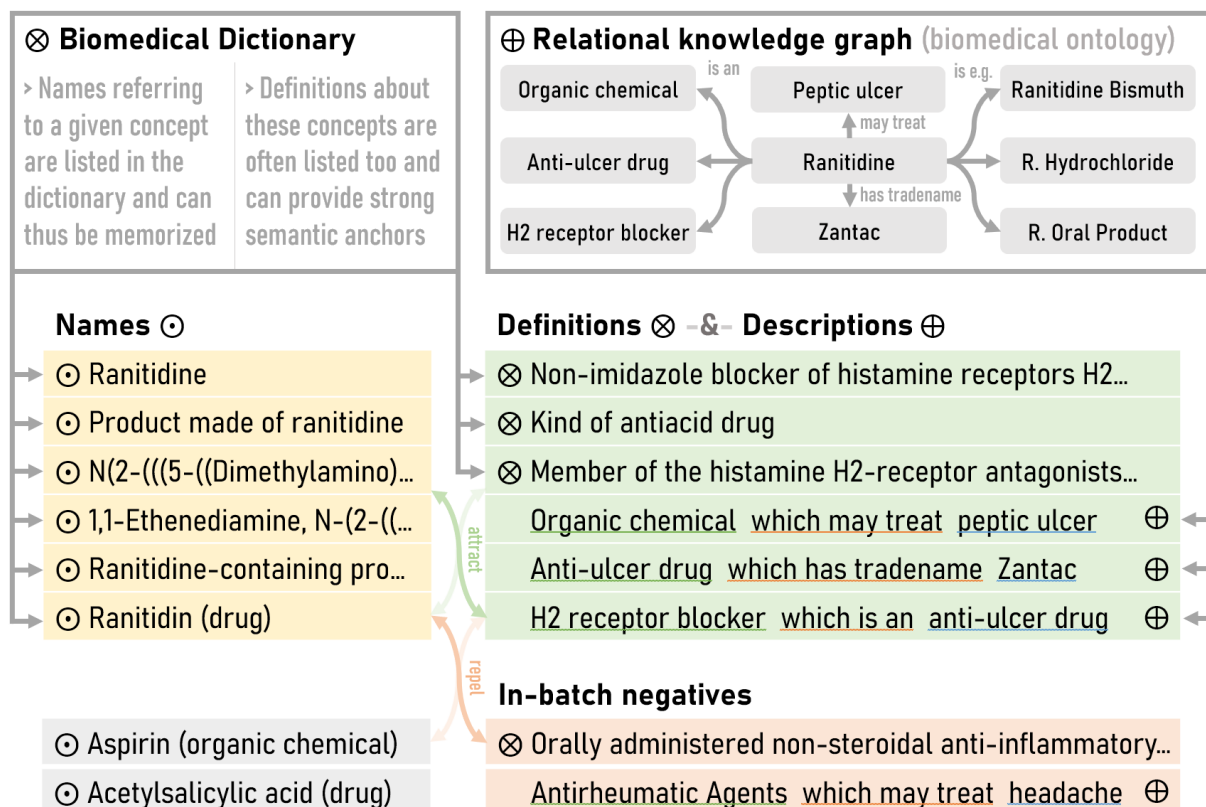 ⊗ Biomedical Dictionary
> Names referring
to a given concept
are listed in the
dictionary and can
thus be memorized
> Definitions about
these concepts are
often listed too and
can provide strong
semantic anchors
⊕ Relational knowledge graph (biomedical ontology)
is an
is e.g.
Organic chemical
Peptic ulcer
Ranitidine Bismuth
may treat
Anti-ulcer drug
Ranitidine
R. Hydrochloride
has tradename
H2 receptor blocker
Zantac
R. Oral Product
Names ⊙
⊙ Ranitidine
⊙ Product made of ranitidine
⊙ N(2-(((5-((Dimethylamino)...
⊙ 1,1-Ethenediamine, N-(2-((...
⊙ Ranitidine-containing pro...
⊙ Ranitidin (drug)
attract
repel
Definitions ⊗ -&- Descriptions ⊕
⊗ Non-imidazole blocker of histamine receptors H2...
⊗ Kind of antiacid drug
⊗ Member of the histamine H2-receptor antagonists...
Organic chemical which may treat peptic ulcer ⊕
Anti-ulcer drug which has tradename Zantac ⊕
H2 receptor blocker which is an anti-ulcer drug ⊕
In-batch negatives
⊙ Aspirin (organic chemical)
⊙ Acetylsalicylic acid (drug)
⊗ Orally administered non-steroidal anti-inflammatory...
Antirheumatic Agents which may treat headache ⊕